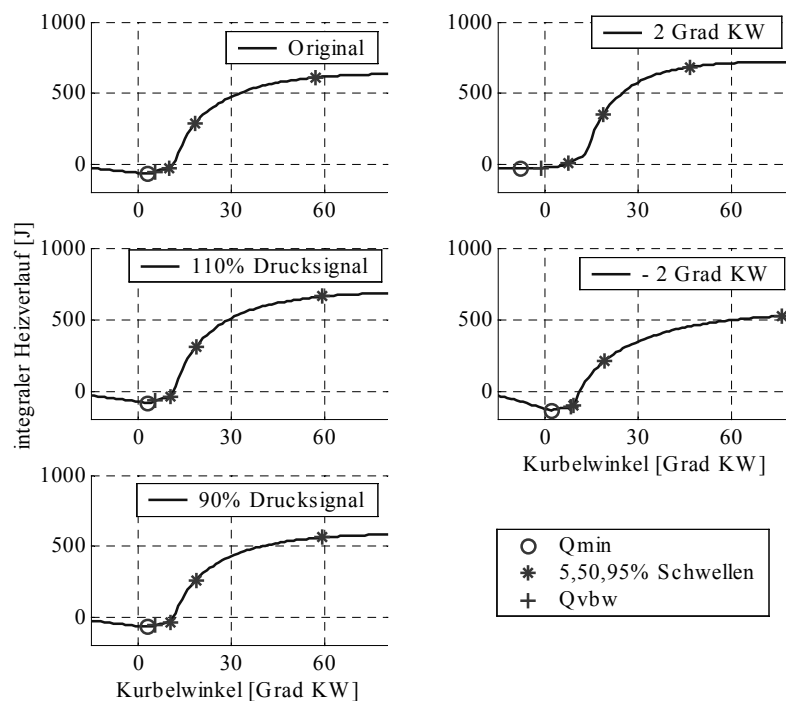 integraler Heizverlauf [J]
1000
500
0
0
30
60
Original
1000
500
0
0
30
60
2 Grad KW
1000
500
0
0
30
60
110% Drucksignal
1000
500
0
0
30
60
- 2 Grad KW
Kurbelwinkel [Grad KW]
1000
500
0
0
30
60
90% Drucksignal
Kurbelwinkel [Grad KW]
Qmin
5,50,95% Schwellen
Qvbw